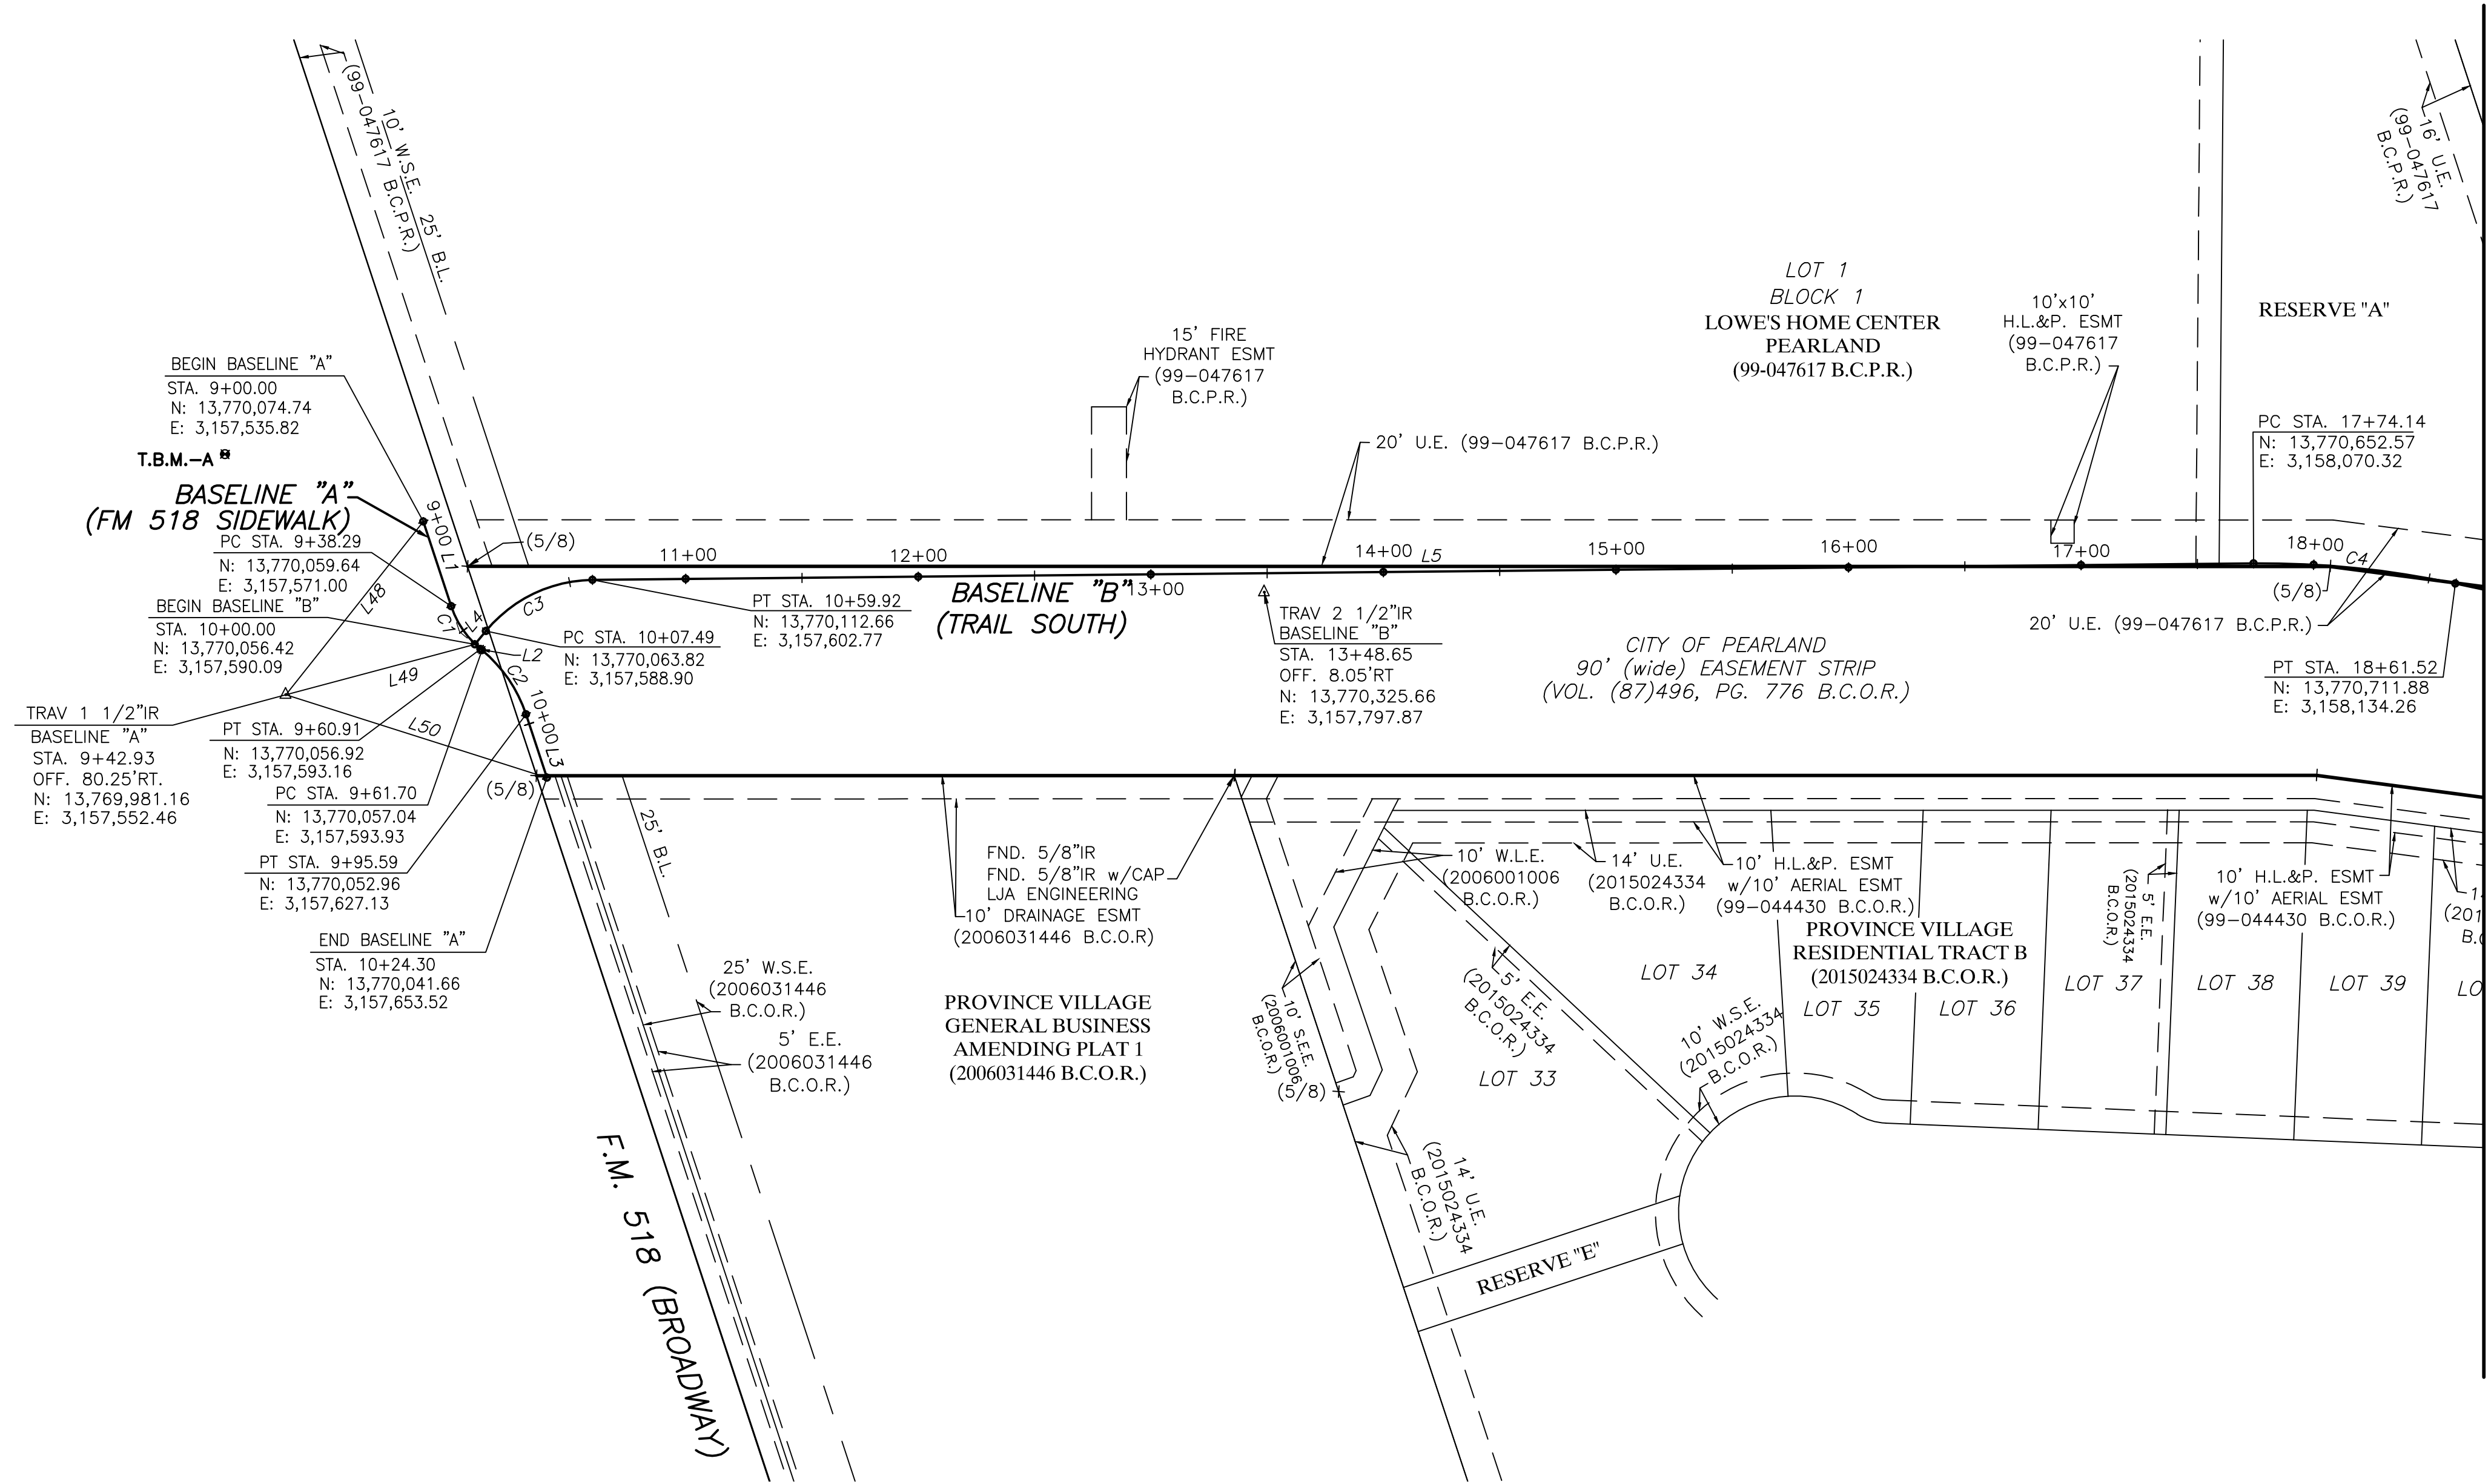 10' W.S.E.
(99-047617 B.C.P.R.)
25' B.L.
BEGIN BASELINE "A"
STA. 9+00.00
N: 13,770,074.74
E: 3,157,535.82
T.B.M.-A
BASELINE "A"
(FM 518 SIDEWALK)
PC STA. 9+38.29
N: 13,770,059.64
E: 3,157,571.00
BEGIN BASELINE "B"
STA. 10+00.00
N: 13,770,056.42
E: 3,157,590.09
TRAV 1 1/2"IR
BASELINE "A"
STA. 9+42.93
OFF. 80.25'RT.
N: 13,769,981.16
E: 3,157,552.46
PT STA. 9+60.91
N: 13,770,056.92
E: 3,157,593.16
PC STA. 9+61.70
N: 13,770,057.04
E: 3,157,593.93
PT STA. 9+95.59
N: 13,770,052.96
E: 3,157,627.13
END BASELINE "A"
STA. 10+24.30
N: 13,770,041.66
E: 3,157,653.52
9+00
L1
L48
C1
L4
C3
L2
L49
C2
10+00
L3
L50
(5/8)
(5/8)
PC STA. 10+07.49
N: 13,770,063.82
E: 3,157,588.90
PT STA. 10+59.92
N: 13,770,112.66
E: 3,157,602.77
11+00
12+00
13+00
14+00
L5
15+00
16+00
17+00
18+00
C4
BASELINE "B"
(TRAIL SOUTH)
15' FIRE
HYDRANT ESMT
(99-047617
B.C.P.R.)
20' U.E. (99-047617 B.C.P.R.)
LOT 1
BLOCK 1
LOWE'S HOME CENTER
PEARLAND
(99-047617 B.C.P.R.)
10'x10'
H.L.&P. ESMT
(99-047617
B.C.P.R.)
RESERVE "A"
16' U.E.
(99-047617
B.C.P.R.)
PC STA. 17+74.14
N: 13,770,652.57
E: 3,158,070.32
(5/8)
20' U.E. (99-047617 B.C.P.R.)
PT STA. 18+61.52
N: 13,770,711.88
E: 3,158,134.26
TRAV 2 1/2"IR
BASELINE "B"
STA. 13+48.65
OFF. 8.05'RT
N: 13,770,325.66
E: 3,157,797.87
CITY OF PEARLAND
90' (wide) EASEMENT STRIP
(VOL. (87)496, PG. 776 B.C.O.R.)
25' B.L.
FND. 5/8"IR
FND. 5/8"IR w/CAP
LJA ENGINEERING
10' DRAINAGE ESMT
(2006031446 B.C.O.R)
25' W.S.E.
(2006031446
B.C.O.R.)
5' E.E.
(2006031446
B.C.O.R.)
PROVINCE VILLAGE
GENERAL BUSINESS
AMENDING PLAT 1
(2006031446 B.C.O.R.)
F.M. 518 (BROADWAY)
10' S.E.E.
(2006001006
B.C.O.R.)
(5/8)
10' W.L.E.
(2006001006
B.C.O.R.)
14' U.E.
(2015024334
B.C.O.R.)
10' H.L.&P. ESMT
w/10' AERIAL ESMT
(99-044430 B.C.O.R.)
PROVINCE VILLAGE
RESIDENTIAL TRACT B
(2015024334 B.C.O.R.)
5' E.E.
(2015024334
B.C.O.R.)
10' H.L.&P. ESMT
w/10' AERIAL ESMT
(99-044430 B.C.O.R.)
5' E.E.
(2015024334
B.C.O.R.)
LOT 33
LOT 34
LOT 35
LOT 36
LOT 37
LOT 38
LOT 39
10' W.S.E.
(2015024334
B.C.O.R.)
14' U.E.
(2015024334
B.C.O.R.)
RESERVE "E"